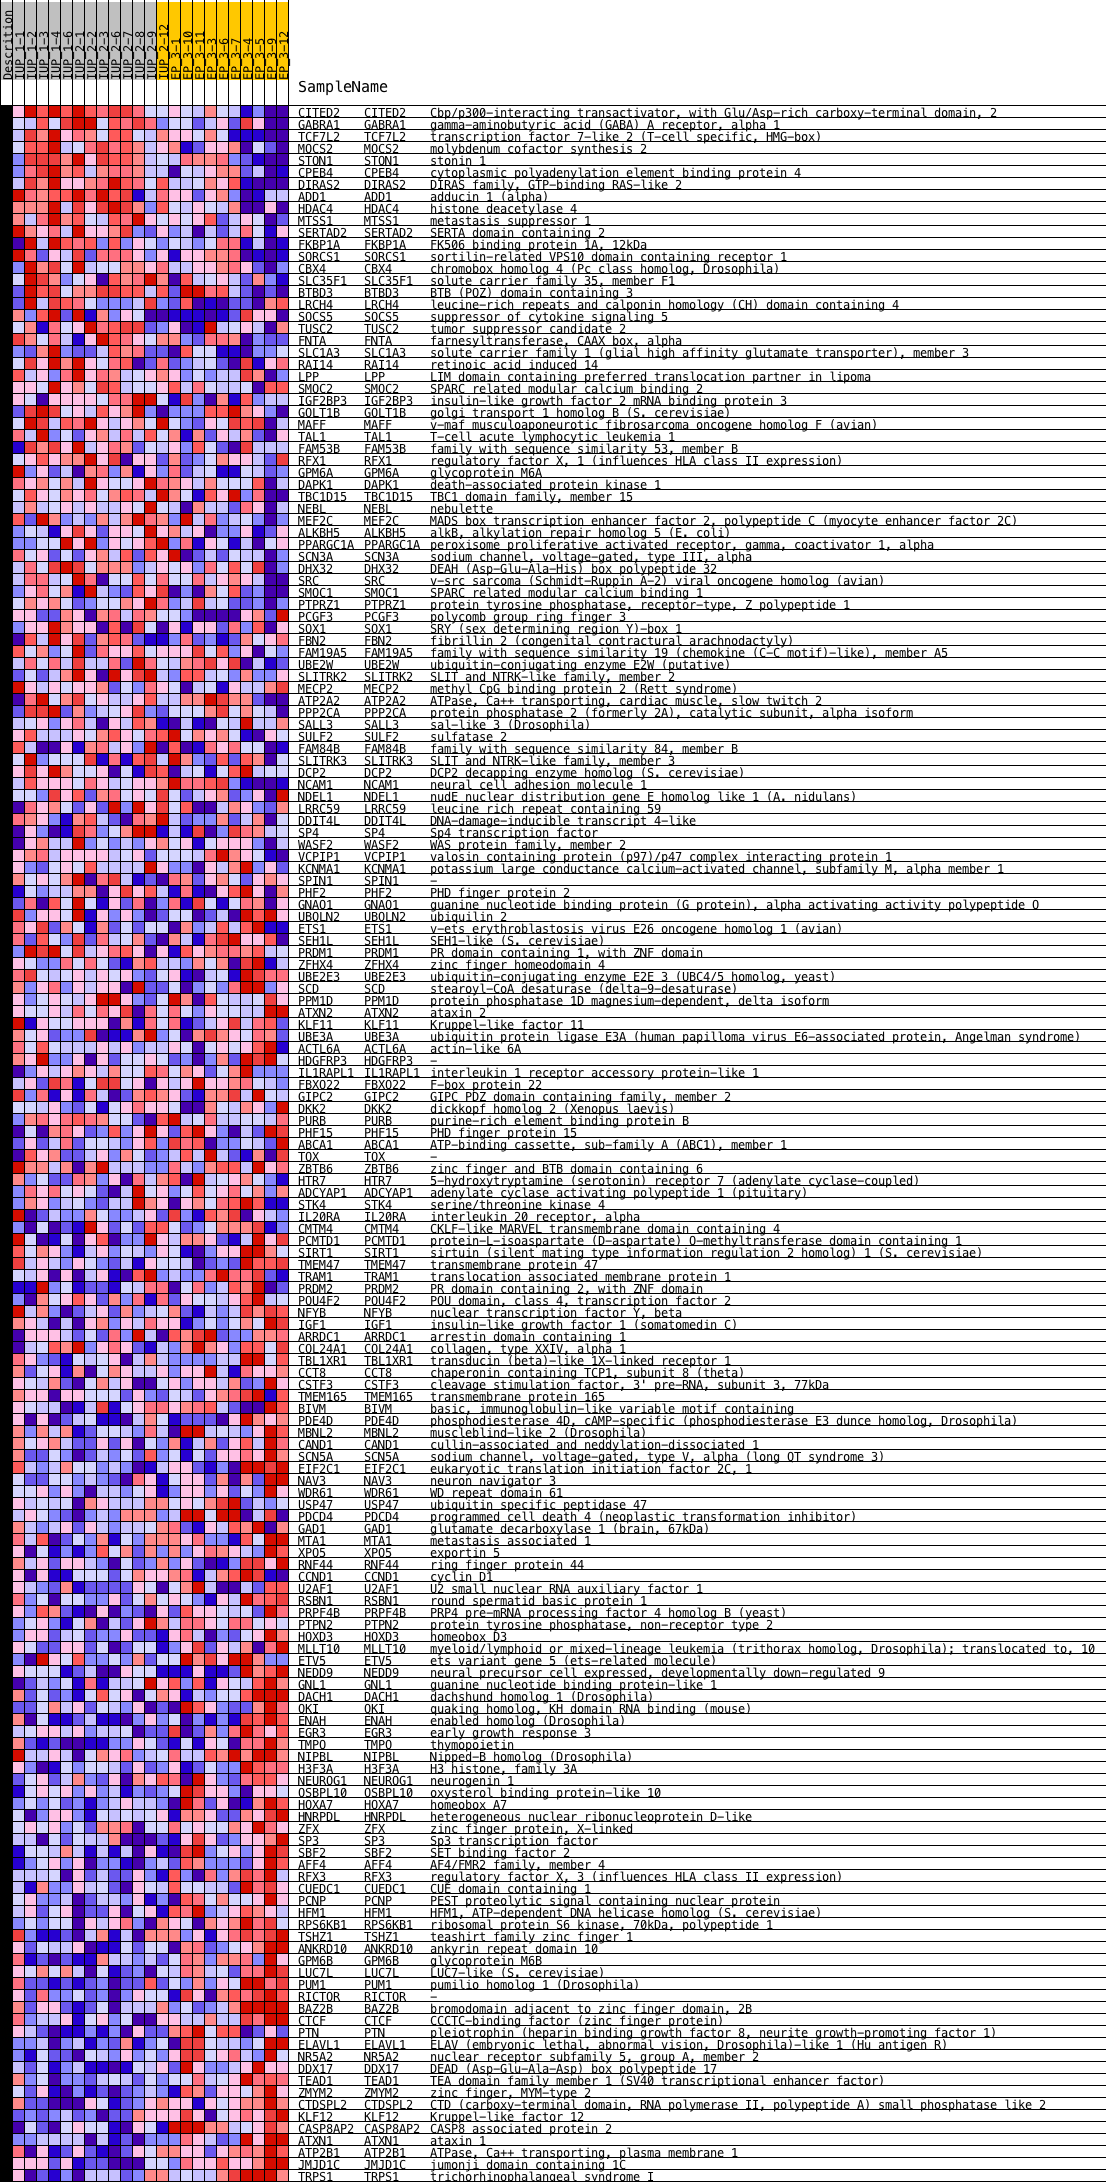 Descrition
IUP_1-1
IUP_1-2
IUP_1-3
IUP_1-4
IUP_1-6
IUP_2-1
IUP_2-2
IUP_2-3
IUP_2-6
IUP_2-7
IUP_2-8
IUP_2-9
IUP_2-12
EP_3-1
EP_3-10
EP_3-11
EP_3-3
EP_3-6
EP_3-7
EP_3-4
EP_3-5
EP_3-9
EP_3-12
SampleName
CITED2 CITED2 Cbp/p300-interacting transactivator, with Glu/Asp-rich carboxy-terminal domain, 2
GABRA1 GABRA1 gamma-aminobutyric acid (GABA) A receptor, alpha 1
TCF7L2 TCF7L2 transcription factor 7-like 2 (T-cell specific, HMG-box)
MOCS2 MOCS2 molybdenum cofactor synthesis 2
STON1 STON1 stonin 1
CPEB4 CPEB4 cytoplasmic polyadenylation element binding protein 4
DIRAS2 DIRAS2 DIRAS family, GTP-binding RAS-like 2
ADD1 ADD1 adducin 1 (alpha)
HDAC4 HDAC4 histone deacetylase 4
MTSS1 MTSS1 metastasis suppressor 1
SERTAD2 SERTAD2 SERTA domain containing 2
FKBP1A FKBP1A FK506 binding protein 1A, 12kDa
SORCS1 SORCS1 sortilin-related VPS10 domain containing receptor 1
CBX4 CBX4 chromobox homolog 4 (Pc class homolog, Drosophila)
SLC35F1 SLC35F1 solute carrier family 35, member F1
BTBD3 BTBD3 BTB (POZ) domain containing 3
LRCH4 LRCH4 leucine-rich repeats and calponin homology (CH) domain containing 4
SOCS5 SOCS5 suppressor of cytokine signaling 5
TUSC2 TUSC2 tumor suppressor candidate 2
FNTA FNTA farnesyltransferase, CAAX box, alpha
SLC1A3 SLC1A3 solute carrier family 1 (glial high affinity glutamate transporter), member 3
RAI14 RAI14 retinoic acid induced 14
LPP LPP LIM domain containing preferred translocation partner in lipoma
SMOC2 SMOC2 SPARC related modular calcium binding 2
IGF2BP3 IGF2BP3 insulin-like growth factor 2 mRNA binding protein 3
GOLT1B GOLT1B golgi transport 1 homolog B (S. cerevisiae)
MAFF MAFF v-maf musculoaponeurotic fibrosarcoma oncogene homolog F (avian)
TAL1 TAL1 T-cell acute lymphocytic leukemia 1
FAM53B FAM53B family with sequence similarity 53, member B
RFX1 RFX1 regulatory factor X, 1 (influences HLA class II expression)
GPM6A GPM6A glycoprotein M6A
DAPK1 DAPK1 death-associated protein kinase 1
TBC1D15 TBC1D15 TBC1 domain family, member 15
NEBL NEBL nebulette
MEF2C MEF2C MADS box transcription enhancer factor 2, polypeptide C (myocyte enhancer factor 2C)
ALKBH5 ALKBH5 alkB, alkylation repair homolog 5 (E. coli)
PPARGC1A PPARGC1A peroxisome proliferative activated receptor, gamma, coactivator 1, alpha
SCN3A SCN3A sodium channel, voltage-gated, type III, alpha
DHX32 DHX32 DEAH (Asp-Glu-Ala-His) box polypeptide 32
SRC SRC v-src sarcoma (Schmidt-Ruppin A-2) viral oncogene homolog (avian)
SMOC1 SMOC1 SPARC related modular calcium binding 1
PTPRZ1 PTPRZ1 protein tyrosine phosphatase, receptor-type, Z polypeptide 1
PCGF3 PCGF3 polycomb group ring finger 3
SOX1 SOX1 SRY (sex determining region Y)-box 1
FBN2 FBN2 fibrillin 2 (congenital contractural arachnodactyly)
FAM19A5 FAM19A5 family with sequence similarity 19 (chemokine (C-C motif)-like), member A5
UBE2W UBE2W ubiquitin-conjugating enzyme E2W (putative)
SLITRK2 SLITRK2 SLIT and NTRK-like family, member 2
MECP2 MECP2 methyl CpG binding protein 2 (Rett syndrome)
ATP2A2 ATP2A2 ATPase, Ca++ transporting, cardiac muscle, slow twitch 2
PPP2CA PPP2CA protein phosphatase 2 (formerly 2A), catalytic subunit, alpha isoform
SALL3 SALL3 sal-like 3 (Drosophila)
SULF2 SULF2 sulfatase 2
FAM84B FAM84B family with sequence similarity 84, member B
SLITRK3 SLITRK3 SLIT and NTRK-like family, member 3
DCP2 DCP2 DCP2 decapping enzyme homolog (S. cerevisiae)
NCAM1 NCAM1 neural cell adhesion molecule 1
NDEL1 NDEL1 nudE nuclear distribution gene E homolog like 1 (A. nidulans)
LRRC59 LRRC59 leucine rich repeat containing 59
DDIT4L DDIT4L DNA-damage-inducible transcript 4-like
SP4 SP4 Sp4 transcription factor
WASF2 WASF2 WAS protein family, member 2
VCPIP1 VCPIP1 valosin containing protein (p97)/p47 complex interacting protein 1
KCNMA1 KCNMA1 potassium large conductance calcium-activated channel, subfamily M, alpha member 1
SPIN1 SPIN1 -
PHF2 PHF2 PHD finger protein 2
GNAO1 GNAO1 guanine nucleotide binding protein (G protein), alpha activating activity polypeptide O
UBQLN2 UBQLN2 ubiquilin 2
ETS1 ETS1 v-ets erythroblastosis virus E26 oncogene homolog 1 (avian)
SEH1L SEH1L SEH1-like (S. cerevisiae)
PRDM1 PRDM1 PR domain containing 1, with ZNF domain
ZFHX4 ZFHX4 zinc finger homeodomain 4
UBE2E3 UBE2E3 ubiquitin-conjugating enzyme E2E 3 (UBC4/5 homolog, yeast)
SCD SCD stearoyl-CoA desaturase (delta-9-desaturase)
PPM1D PPM1D protein phosphatase 1D magnesium-dependent, delta isoform
ATXN2 ATXN2 ataxin 2
KLF11 KLF11 Kruppel-like factor 11
UBE3A UBE3A ubiquitin protein ligase E3A (human papilloma virus E6-associated protein, Angelman syndrome)
ACTL6A ACTL6A actin-like 6A
HDGFRP3 HDGFRP3 -
IL1RAPL1 IL1RAPL1 interleukin 1 receptor accessory protein-like 1
FBXO22 FBXO22 F-box protein 22
GIPC2 GIPC2 GIPC PDZ domain containing family, member 2
DKK2 DKK2 dickkopf homolog 2 (Xenopus laevis)
PURB PURB purine-rich element binding protein B
PHF15 PHF15 PHD finger protein 15
ABCA1 ABCA1 ATP-binding cassette, sub-family A (ABC1), member 1
TOX TOX -
ZBTB6 ZBTB6 zinc finger and BTB domain containing 6
HTR7 HTR7 5-hydroxytryptamine (serotonin) receptor 7 (adenylate cyclase-coupled)
ADCYAP1 ADCYAP1 adenylate cyclase activating polypeptide 1 (pituitary)
STK4 STK4 serine/threonine kinase 4
IL20RA IL20RA interleukin 20 receptor, alpha
CMTM4 CMTM4 CKLF-like MARVEL transmembrane domain containing 4
PCMTD1 PCMTD1 protein-L-isoaspartate (D-aspartate) O-methyltransferase domain containing 1
SIRT1 SIRT1 sirtuin (silent mating type information regulation 2 homolog) 1 (S. cerevisiae)
TMEM47 TMEM47 transmembrane protein 47
TRAM1 TRAM1 translocation associated membrane protein 1
PRDM2 PRDM2 PR domain containing 2, with ZNF domain
POU4F2 POU4F2 POU domain, class 4, transcription factor 2
NFYB NFYB nuclear transcription factor Y, beta
IGF1 IGF1 insulin-like growth factor 1 (somatomedin C)
ARRDC1 ARRDC1 arrestin domain containing 1
COL24A1 COL24A1 collagen, type XXIV, alpha 1
TBL1XR1 TBL1XR1 transducin (beta)-like 1X-linked receptor 1
CCT8 CCT8 chaperonin containing TCP1, subunit 8 (theta)
CSTF3 CSTF3 cleavage stimulation factor, 3' pre-RNA, subunit 3, 77kDa
TMEM165 TMEM165 transmembrane protein 165
BIVM BIVM basic, immunoglobulin-like variable motif containing
PDE4D PDE4D phosphodiesterase 4D, cAMP-specific (phosphodiesterase E3 dunce homolog, Drosophila)
MBNL2 MBNL2 muscleblind-like 2 (Drosophila)
CAND1 CAND1 cullin-associated and neddylation-dissociated 1
SCN5A SCN5A sodium channel, voltage-gated, type V, alpha (long QT syndrome 3)
EIF2C1 EIF2C1 eukaryotic translation initiation factor 2C, 1
NAV3 NAV3 neuron navigator 3
WDR61 WDR61 WD repeat domain 61
USP47 USP47 ubiquitin specific peptidase 47
PDCD4 PDCD4 programmed cell death 4 (neoplastic transformation inhibitor)
GAD1 GAD1 glutamate decarboxylase 1 (brain, 67kDa)
MTA1 MTA1 metastasis associated 1
XPO5 XPO5 exportin 5
RNF44 RNF44 ring finger protein 44
CCND1 CCND1 cyclin D1
U2AF1 U2AF1 U2 small nuclear RNA auxiliary factor 1
RSBN1 RSBN1 round spermatid basic protein 1
PRPF4B PRPF4B PRP4 pre-mRNA processing factor 4 homolog B (yeast)
PTPN2 PTPN2 protein tyrosine phosphatase, non-receptor type 2
HOXD3 HOXD3 homeobox D3
MLLT10 MLLT10 myeloid/lymphoid or mixed-lineage leukemia (trithorax homolog, Drosophila); translocated to, 10
ETV5 ETV5 ets variant gene 5 (ets-related molecule)
NEDD9 NEDD9 neural precursor cell expressed, developmentally down-regulated 9
GNL1 GNL1 guanine nucleotide binding protein-like 1
DACH1 DACH1 dachshund homolog 1 (Drosophila)
QKI QKI quaking homolog, KH domain RNA binding (mouse)
ENAH ENAH enabled homolog (Drosophila)
EGR3 EGR3 early growth response 3
TMPO TMPO thymopoietin
NIPBL NIPBL Nipped-B homolog (Drosophila)
H3F3A H3F3A H3 histone, family 3A
NEUROG1 NEUROG1 neurogenin 1
OSBPL10 OSBPL10 oxysterol binding protein-like 10
HOXA7 HOXA7 homeobox A7
HNRPDL HNRPDL heterogeneous nuclear ribonucleoprotein D-like
ZFX ZFX zinc finger protein, X-linked
SP3 SP3 Sp3 transcription factor
SBF2 SBF2 SET binding factor 2
AFF4 AFF4 AF4/FMR2 family, member 4
RFX3 RFX3 regulatory factor X, 3 (influences HLA class II expression)
CUEDC1 CUEDC1 CUE domain containing 1
PCNP PCNP PEST proteolytic signal containing nuclear protein
HFM1 HFM1 HFM1, ATP-dependent DNA helicase homolog (S. cerevisiae)
RPS6KB1 RPS6KB1 ribosomal protein S6 kinase, 70kDa, polypeptide 1
TSHZ1 TSHZ1 teashirt family zinc finger 1
ANKRD10 ANKRD10 ankyrin repeat domain 10
GPM6B GPM6B glycoprotein M6B
LUC7L LUC7L LUC7-like (S. cerevisiae)
PUM1 PUM1 pumilio homolog 1 (Drosophila)
RICTOR RICTOR -
BAZ2B BAZ2B bromodomain adjacent to zinc finger domain, 2B
CTCF CTCF CCCTC-binding factor (zinc finger protein)
PTN PTN pleiotrophin (heparin binding growth factor 8, neurite growth-promoting factor 1)
ELAVL1 ELAVL1 ELAV (embryonic lethal, abnormal vision, Drosophila)-like 1 (Hu antigen R)
NR5A2 NR5A2 nuclear receptor subfamily 5, group A, member 2
DDX17 DDX17 DEAD (Asp-Glu-Ala-Asp) box polypeptide 17
TEAD1 TEAD1 TEA domain family member 1 (SV40 transcriptional enhancer factor)
ZMYM2 ZMYM2 zinc finger, MYM-type 2
CTDSPL2 CTDSPL2 CTD (carboxy-terminal domain, RNA polymerase II, polypeptide A) small phosphatase like 2
KLF12 KLF12 Kruppel-like factor 12
CASP8AP2 CASP8AP2 CASP8 associated protein 2
ATXN1 ATXN1 ataxin 1
ATP2B1 ATP2B1 ATPase, Ca++ transporting, plasma membrane 1
JMJD1C JMJD1C jumonji domain containing 1C
TRPS1 TRPS1 trichorhinophalangeal syndrome I